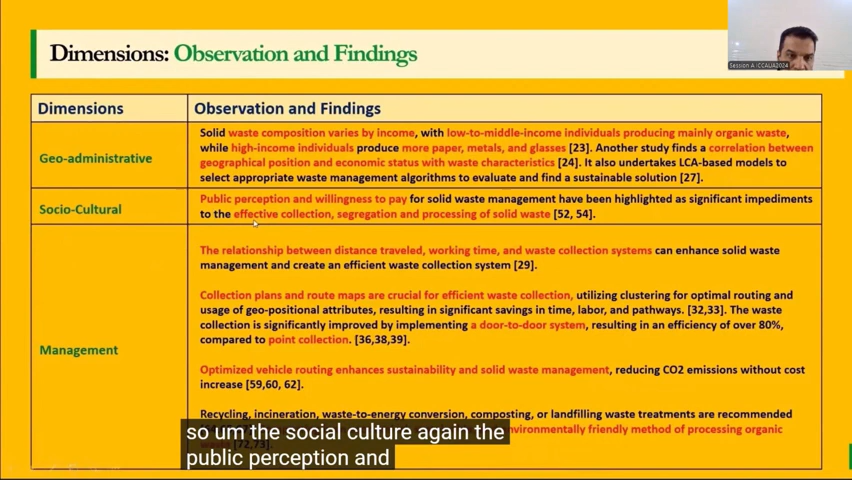 Dimensions: Observation and Findings
Session A :CCAUA2024
Dimensions
Observation and Findings
Geo-administrative
Solid waste composition varies by income, with low-to-middle-income individuals producing mainly organic waste,
while high-income individuals produce more paper, metals, and glasses [23]. Another study finds a correlation between
geographical position and economic status with waste characteristics [24]. It also undertakes LCA-based models to
select appropriate waste management algorithms to evaluate and find a sustainable solution [27].
Socio-Cultural
Public perception and willingness to pay for solid waste management have been highlighted as significant impediments
to the effective collection, segregation and processing of solid waste [52, 54].
Management
The relationship between distance traveled, working time, and waste collection systems can enhance solid waste
management and create an efficient waste collection system [29].
Collection plans and route maps are crucial for efficient waste collection, utilizing clustering for optimal routing and
usage of geo-positional attributes, resulting in significant savings in time, labor, and pathways. [32,33). The waste
collection is significantly improved by implementing a door-to-door system, resulting in an efficiency of over 80%,
compared to point collection. [36,38,39].
Optimized vehicle routing enhances sustainability and solid waste management, reducing CO2 emissions without cost
increase [59,60, 62].
Recycling, incineration, waste-to-energy conversion, composting, or landfilling waste treatments are recommended
environmentally friendly method of processing organic
[72,73]
so um the social culture again the
public perception and